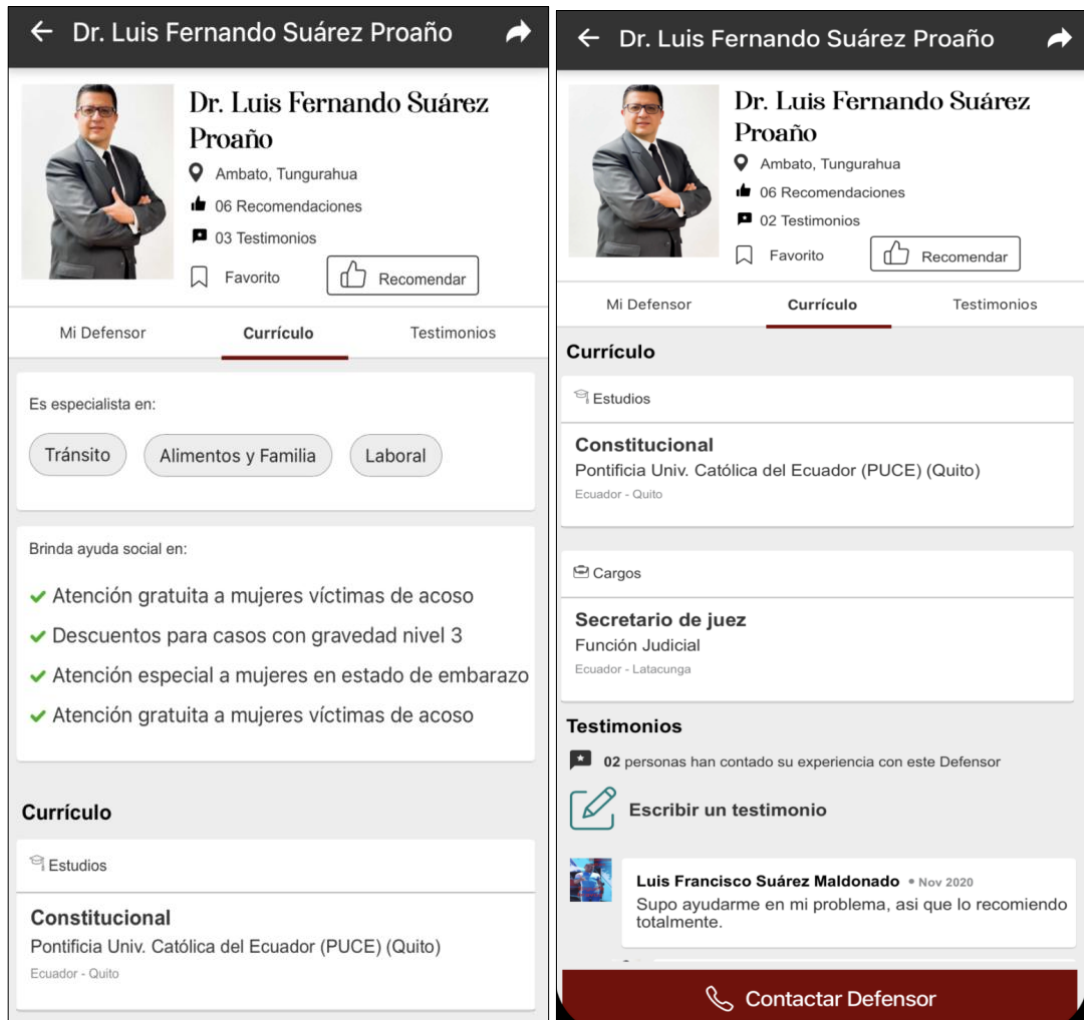 Dr. Luis Fernando Suárez Proaño
Dr. Luis Fernando Suárez
Proaño
Ambato, Tungurahua
06 Recomendaciones
03 Testimonios
Favorito
Recomendar
Mi Defensor
Currículo
Testimonios
Es especialista en:
Tránsito
Alimentos y Familia
Laboral
Brinda ayuda social en:
Atención gratuita a mujeres víctimas de acoso
Descuentos para casos con gravedad nivel 3
Atención especial a mujeres en estado de embarazo
Atención gratuita a mujeres víctimas de acoso
Currículo
Estudios
Constitucional
Pontificia Univ. Católica del Ecuador (PUCE) (Quito)
Ecuador - Quito
Dr. Luis Fernando Suárez Proaño
Dr. Luis Fernando Suárez
Proaño
Ambato, Tungurahua
06 Recomendaciones
02 Testimonios
Favorito
Recomendar
Mi Defensor
Currículo
Testimonios
Currículo
Estudios
Constitucional
Pontificia Univ. Católica del Ecuador (PUCE) (Quito)
Ecuador - Quito
Cargos
Secretario de juez
Función Judicial
Ecuador - Latacunga
Testimonios
02 personas han contado su experiencia con este Defensor
Escribir un testimonio
Luis Francisco Suárez Maldonado • Nov 2020
Supo ayudarme en mi problema, asi que lo recomiendo
totalmente.
Contactar Defensor